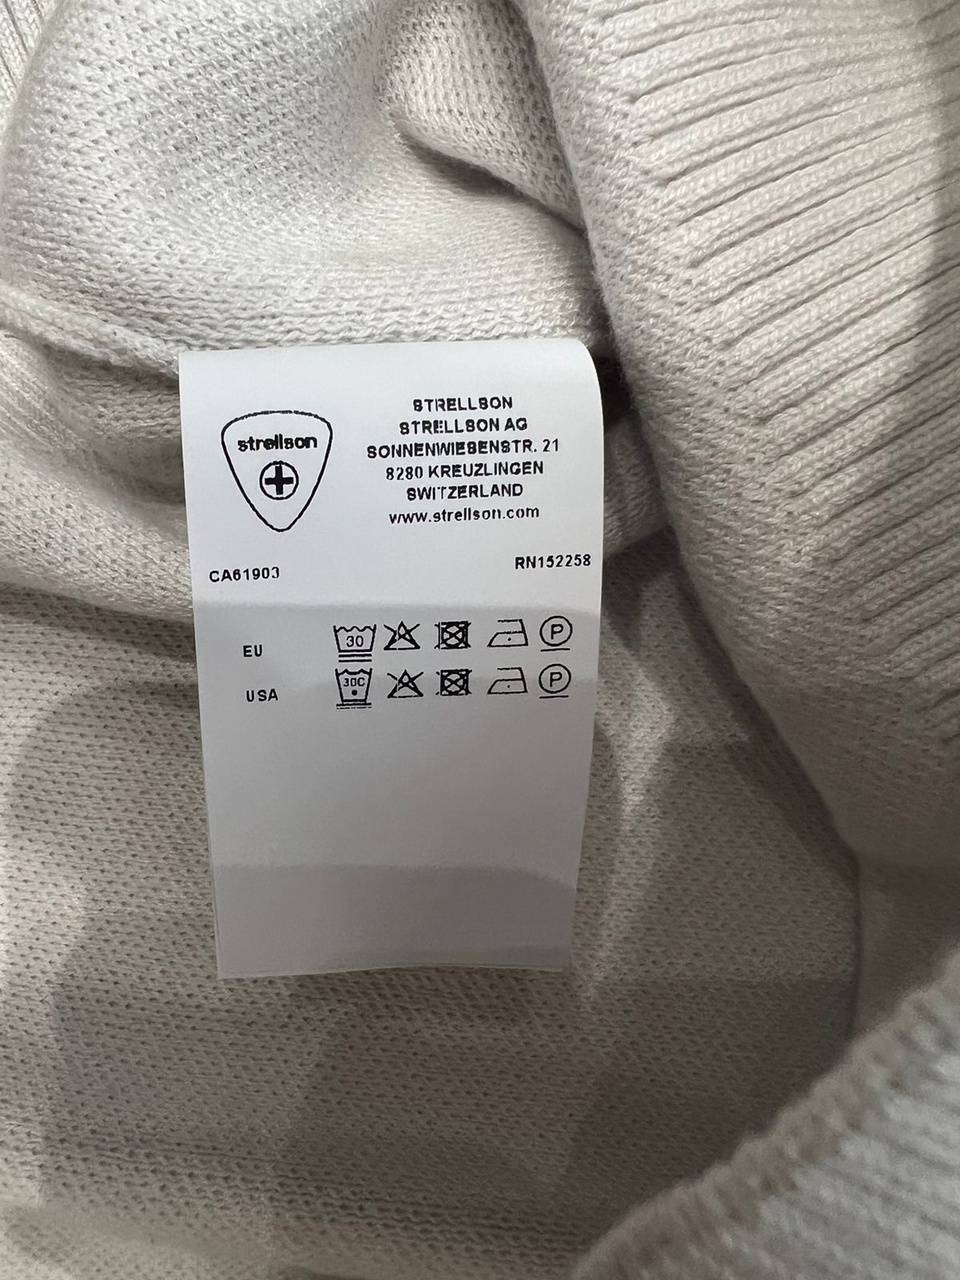 strellson
STRELLSON
STRELLSON AG
SONNENWIESENSTR. 21
8280 KREUZLINGEN
SWITZERLAND
www.strellson.com
CA61903
RN152258
EU
30
P
USA
30C
P